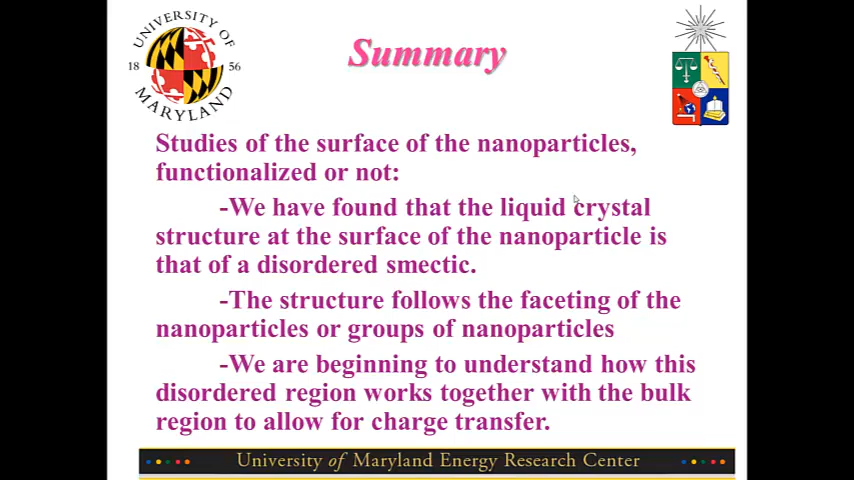 UNIVERSITY OF
18 56
MARYLAND
Summary
Studies of the surface of the nanoparticles,
functionalized or not:
-We have found that the liquid crystal
structure at the surface of the nanoparticle is
that of a disordered smectic.
-The structure follows the faceting of the
nanoparticles or groups of nanoparticles
-We are beginning to understand how this
disordered region works together with the bulk
region to allow for charge transfer.
University of Maryland Energy Research Center